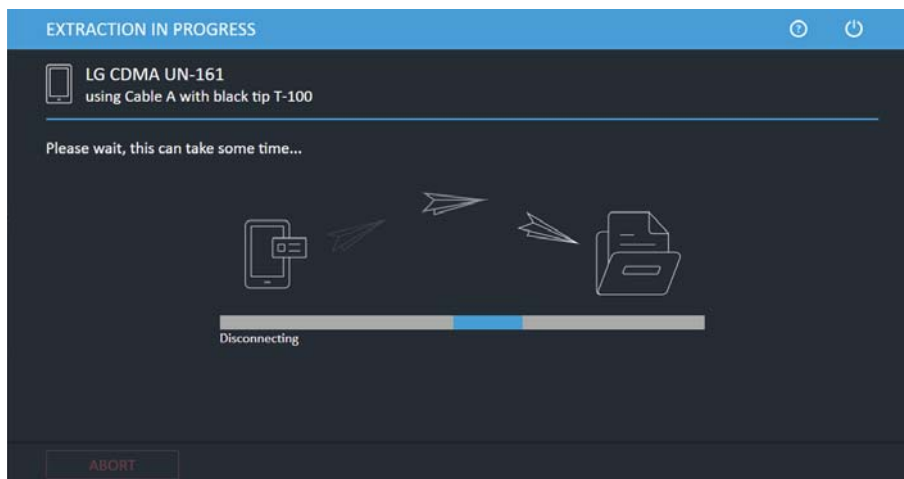 EXTRACTION IN PROGRESS
LG CDMA UN-161
using Cable A with black tip T-100
Please wait, this can take some time...
Disconnecting
ABORT